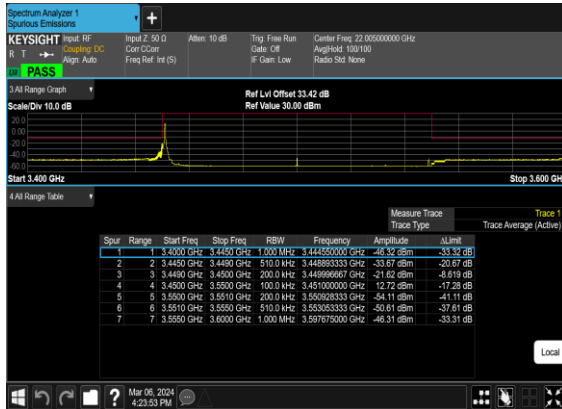 Spectrum Analyzer 1
Spurious Emissions
+
KEYSIGHT Input: RF Input Z: 50 Ω Atten: 10 dB Trig: Free Run Center Freq: 22.005000000 GHz
R T Coupling: DC Corr CCorr Gate: Off Avg|Hold: 100/100
Align: Auto Freq Ref: Int (S) IF Gain: Low Radio Std: None
LXI PASS
3 All Range Graph
Ref Lvl Offset 33.42 dB
Scale/Div 10.0 dB Ref Value 30.00 dBm
20.0
0.00
-20.0
-40.0
-60.0
Start 3.400 GHz Stop 3.600 GHz
4 All Range Table
Measure Trace Trace 1
Trace Type Trace Average (Active)
Spur Range Start Freq Stop Freq RBW Frequency Amplitude ΔLimit
1 1 3.4000 GHz 3.4450 GHz 1.000 MHz 3.444550000 GHz -46.32 dBm -33.32 dB
2 2 3.4450 GHz 3.4490 GHz 510.0 kHz 3.448893333 GHz -33.67 dBm -20.67 dB
3 3 3.4490 GHz 3.4500 GHz 200.0 kHz 3.449996667 GHz -21.62 dBm -8.619 dB
4 4 3.4500 GHz 3.5500 GHz 100.0 kHz 3.451000000 GHz 12.72 dBm -17.28 dB
5 5 3.5500 GHz 3.5510 GHz 200.0 kHz 3.550928333 GHz -54.11 dBm -41.11 dB
6 6 3.5510 GHz 3.5550 GHz 510.0 kHz 3.553053333 GHz -50.61 dBm -37.61 dB
7 7 3.5550 GHz 3.6000 GHz 1.000 MHz 3.597675000 GHz -46.31 dBm -33.31 dB
Local
? Mar 06, 2024
4:23:53 PM